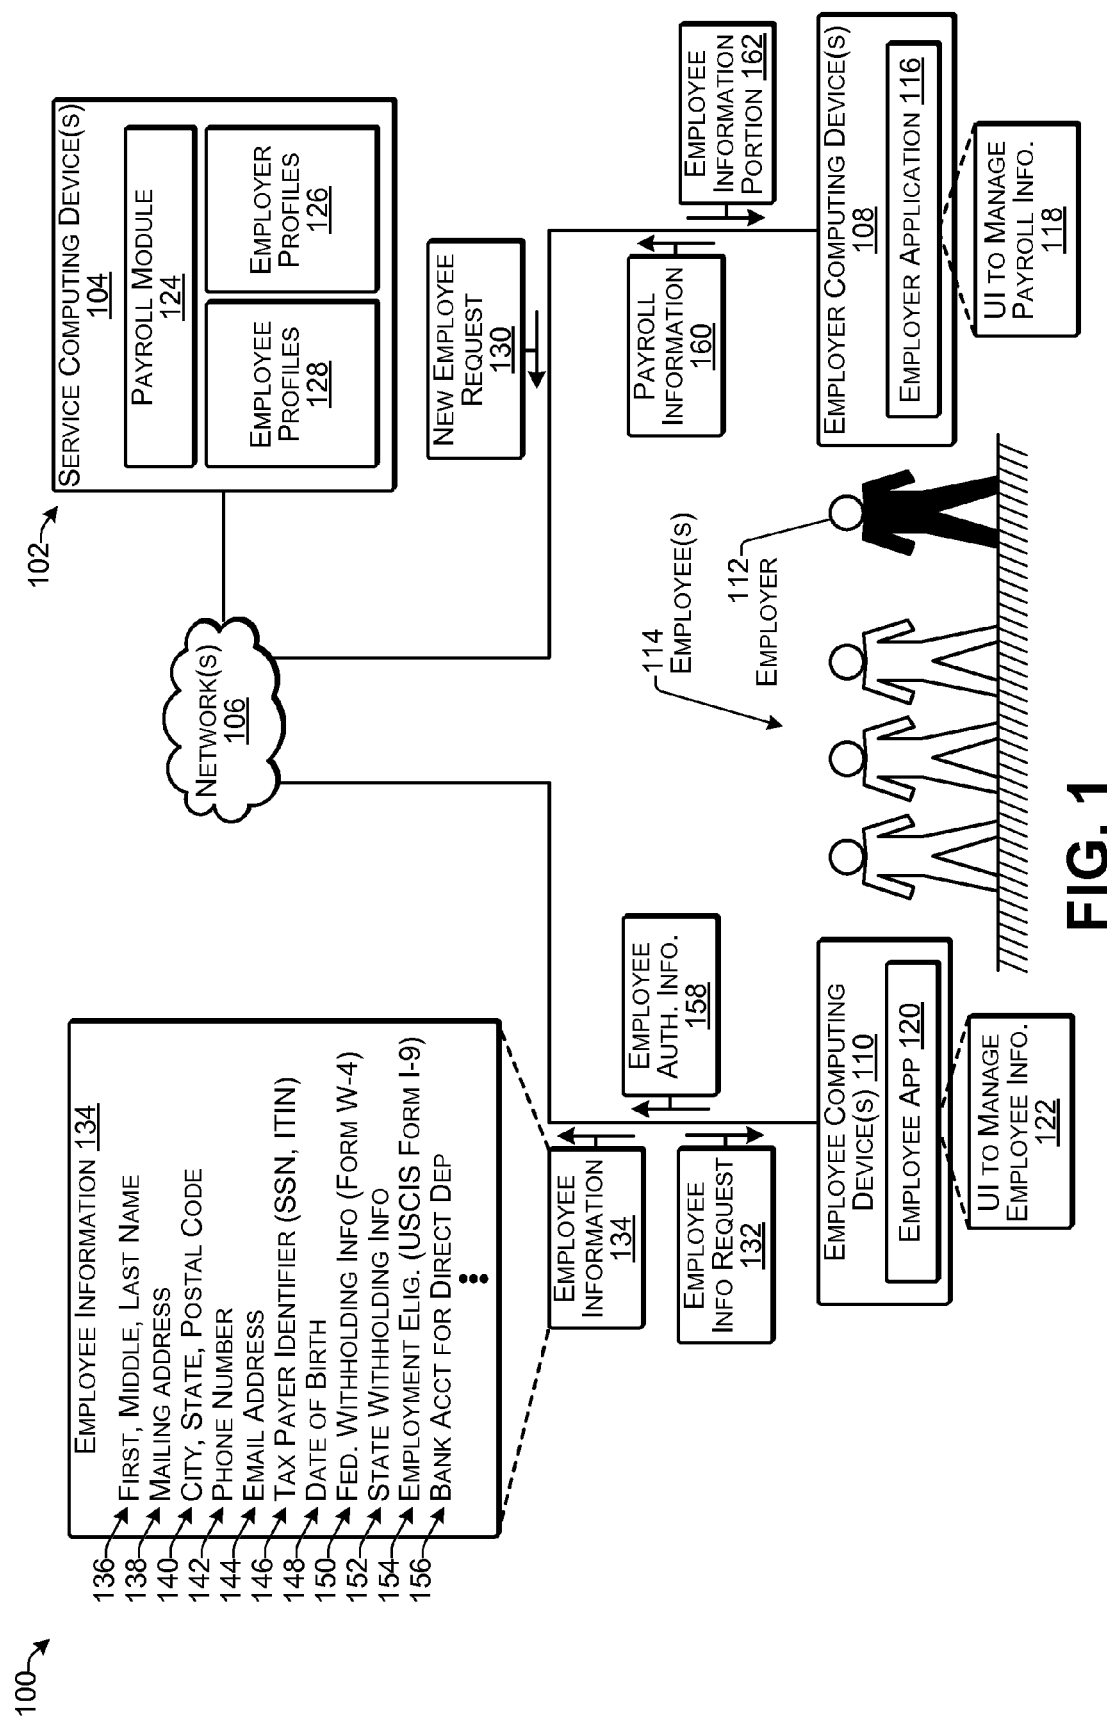 100
102
SERVICE COMPUTING DEVICE(S)
104
PAYROLL MODULE
124
EMPLOYEE
PROFILES
128
EMPLOYER
PROFILES
126
NETWORK(S)
106
EMPLOYEE INFORMATION 134
136 FIRST, MIDDLE, LAST NAME
138 MAILING ADDRESS
140 CITY, STATE, POSTAL CODE
142 PHONE NUMBER
144 EMAIL ADDRESS
146 TAX PAYER IDENTIFIER (SSN, ITIN)
148 DATE OF BIRTH
150 FED. WITHHOLDING INFO (FORM W-4)
152 STATE WITHHOLDING INFO
154 EMPLOYMENT ELIG. (USCIS FORM I-9)
156 BANK ACCT FOR DIRECT DEP
NEW EMPLOYEE
REQUEST
130
EMPLOYEE
INFORMATION
134
EMPLOYEE
AUTH. INFO.
158
EMPLOYEE
INFO REQUEST
132
PAYROLL
INFORMATION
160
EMPLOYEE
INFORMATION
PORTION 162
114
EMPLOYEE(S)
112
EMPLOYER
EMPLOYEE COMPUTING
DEVICE(S) 110
EMPLOYEE APP 120
UI TO MANAGE
EMPLOYEE INFO.
122
EMPLOYER COMPUTING DEVICE(S)
108
EMPLOYER APPLICATION 116
UI TO MANAGE
PAYROLL INFO.
118
FIG. 1